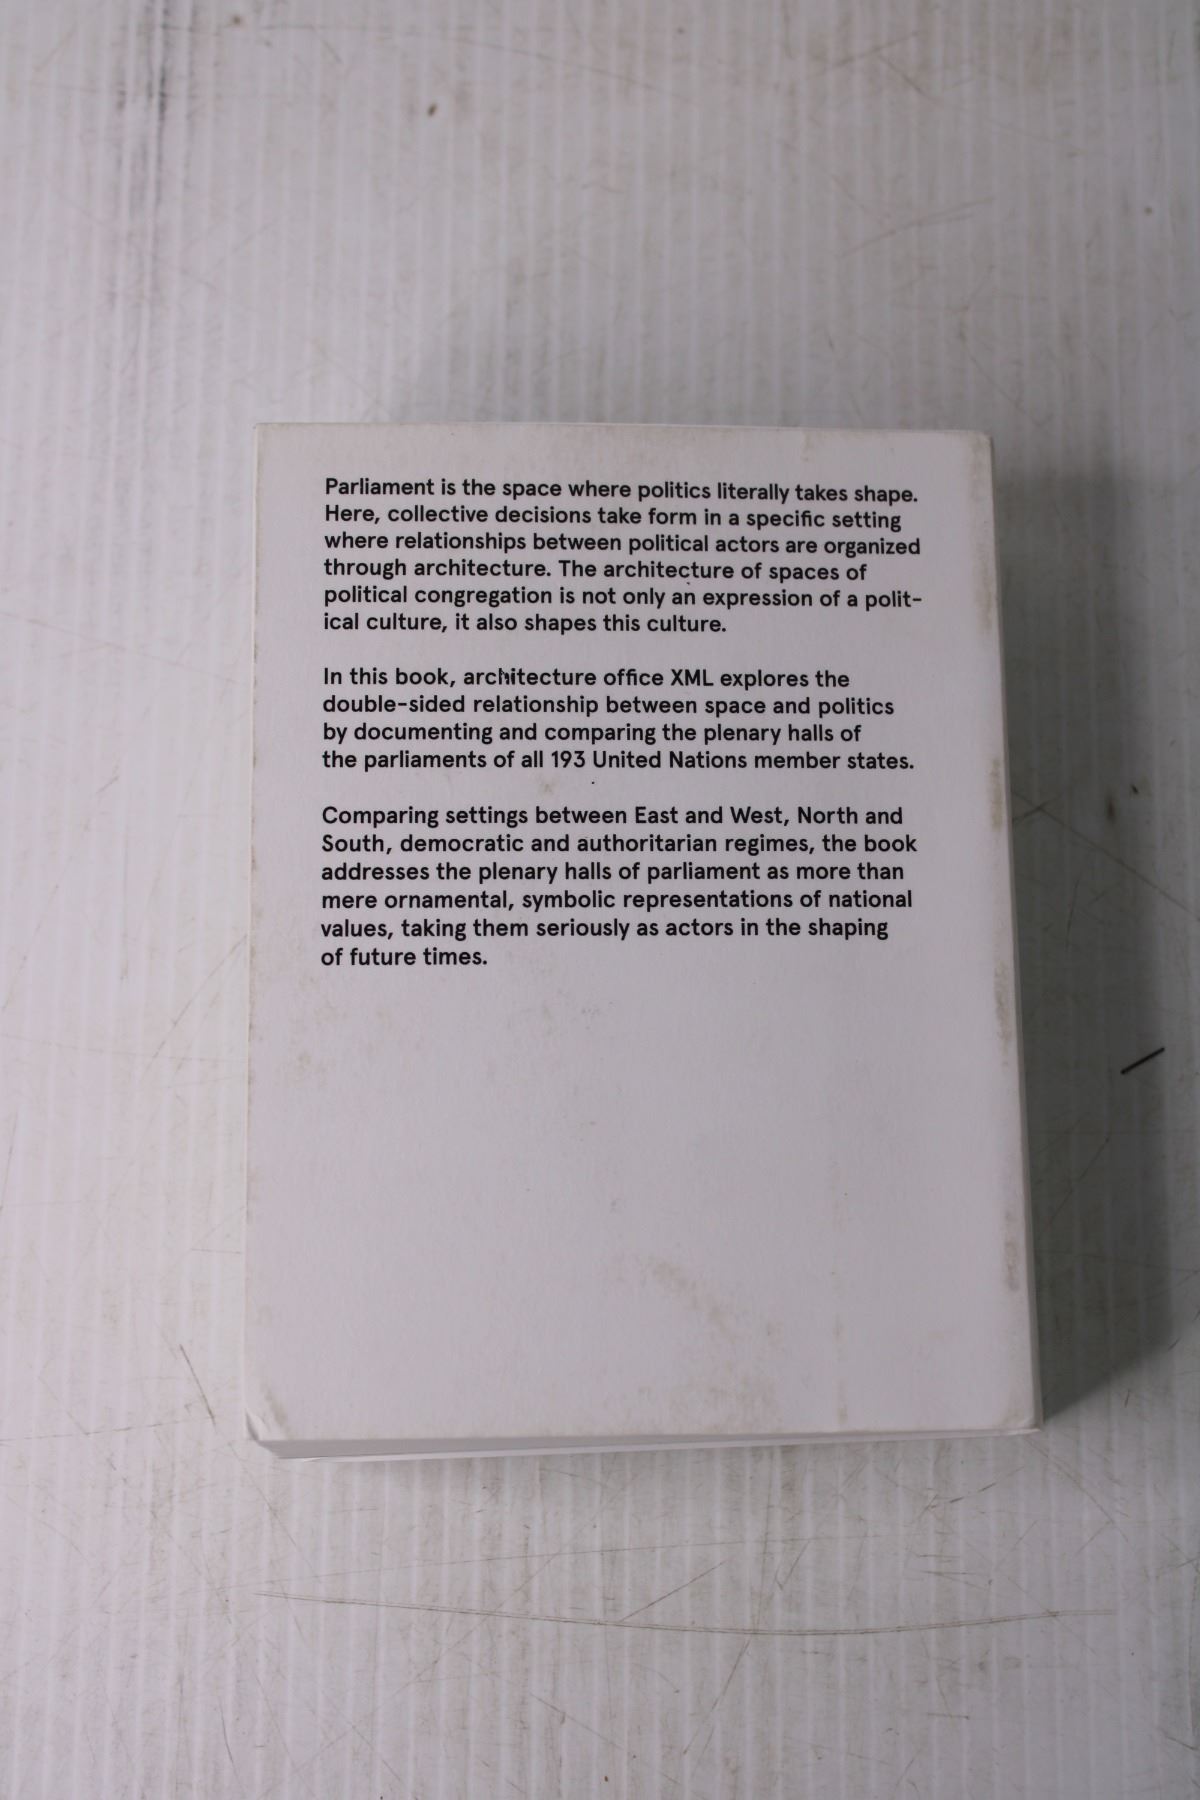 Parliament is the space where politics literally takes shape.
Here, collective decisions take form in a specific setting
where relationships between political actors are organized
through architecture. The architecture of spaces of
political congregation is not only an expression of a polit-
ical culture, it also shapes this culture.
In this book, architecture office XML explores the
double-sided relationship between space and politics
by documenting and comparing the plenary halls of
the parliaments of all 193 United Nations member states.
Comparing settings between East and West, North and
South, democratic and authoritarian regimes, the book
addresses the plenary halls of parliament as more than
mere ornamental, symbolic representations of national
values, taking them seriously as actors in the shaping
of future times.